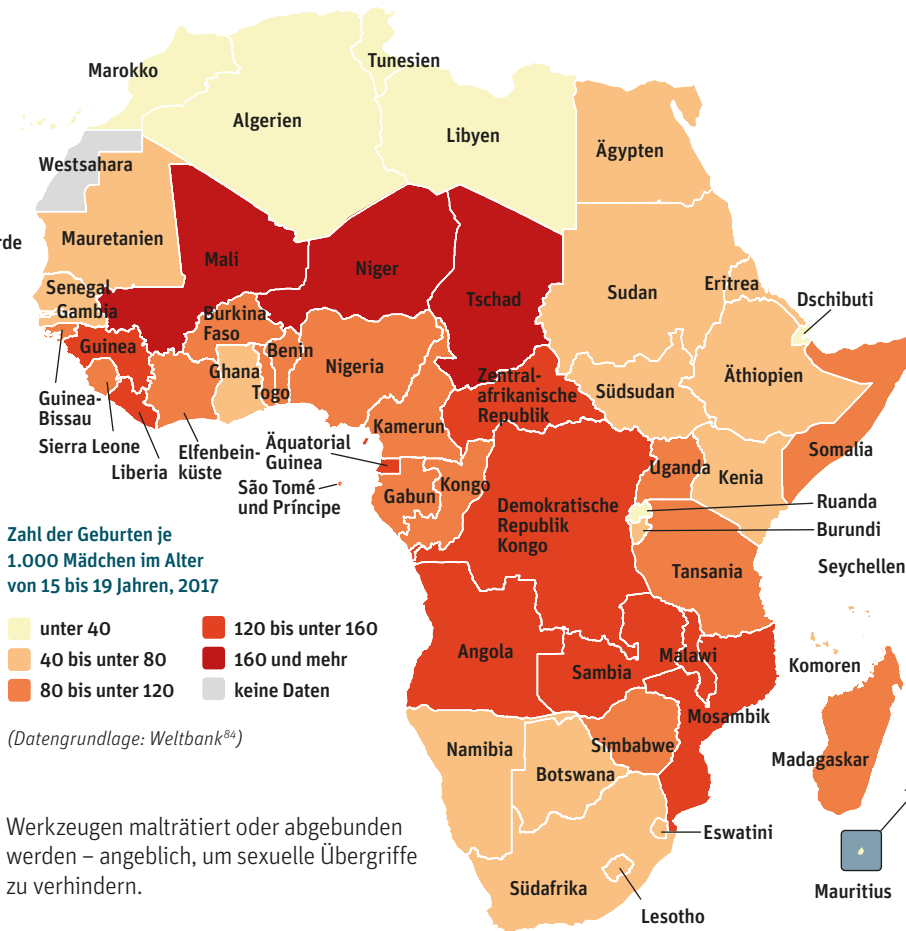 Tunesien
Marokko
Algerien
Libyen
Ägypten
Westsahara
rde
Mauretanien
Mali
Niger
Tschad
Sudan
Eritrea
Dschibuti
Senegal
Gambia
Burkina
Faso
Guinea
Benin
Nigeria
Ghana
Togo
Zentral-
afrikanische
Republik
Südsudan
Äthiopien
Guinea-
Bissau
Sierra Leone
Liberia
Elfenbein-
küste
Äquatorial
Guinea
Kamerun
São Tomé
und Príncipe
Gabun
Kongo
Uganda
Kenia
Somalia
Demokratische
Republik
Kongo
Ruanda
Burundi
Tansania
Seychellen
Zahl der Geburten je
1.000 Mädchen im Alter
von 15 bis 19 Jahren, 2017
unter 40
40 bis unter 80
80 bis unter 120
120 bis unter 160
160 und mehr
keine Daten
(Datengrundlage: Weltbank⁸⁴)
Angola
Sambia
Malawi
Komoren
Mosambik
Namibia
Simbabwe
Botswana
Madagaskar
Eswatini
Südafrika
Lesotho
Mauritius
Werkzeugen malträtiert oder abgebunden
werden – angeblich, um sexuelle Übergriffe
zu verhindern.